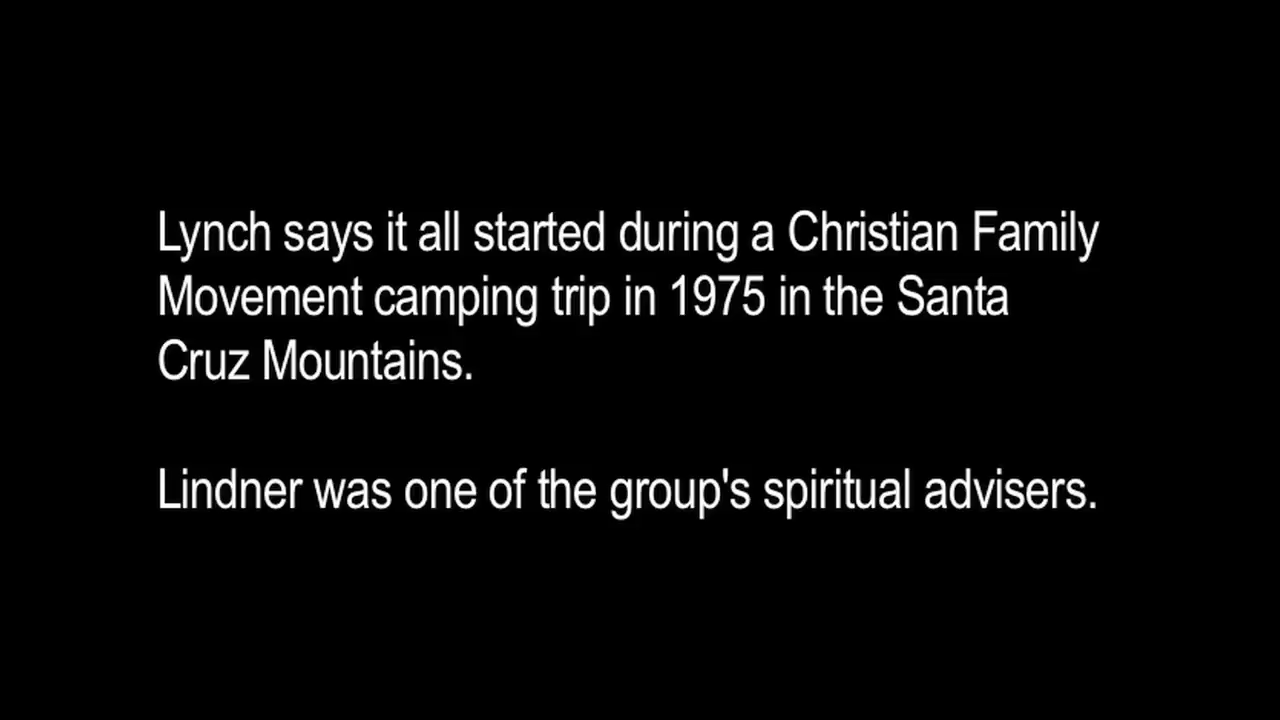 Lynch says it all started during a Christian Family
Movement camping trip in 1975 in the Santa
Cruz Mountains.
Lindner was one of the group's spiritual advisers.